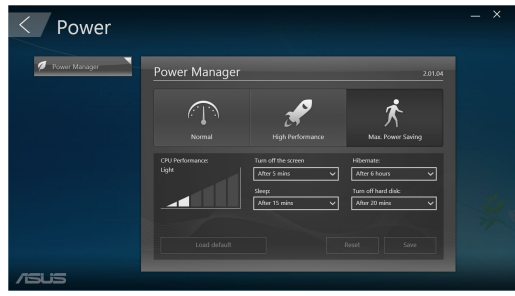 Power
Power Manager
Power Manager 2.01.04
Normal High Performance Max. Power Saving
CPU Performance: Turn off the screen Hibernate:
Light
After 5 mins After 6 hours
Sleep: Turn off hard disk:
After 15 mins After 20 mins
Load default Reset Save
ASUS